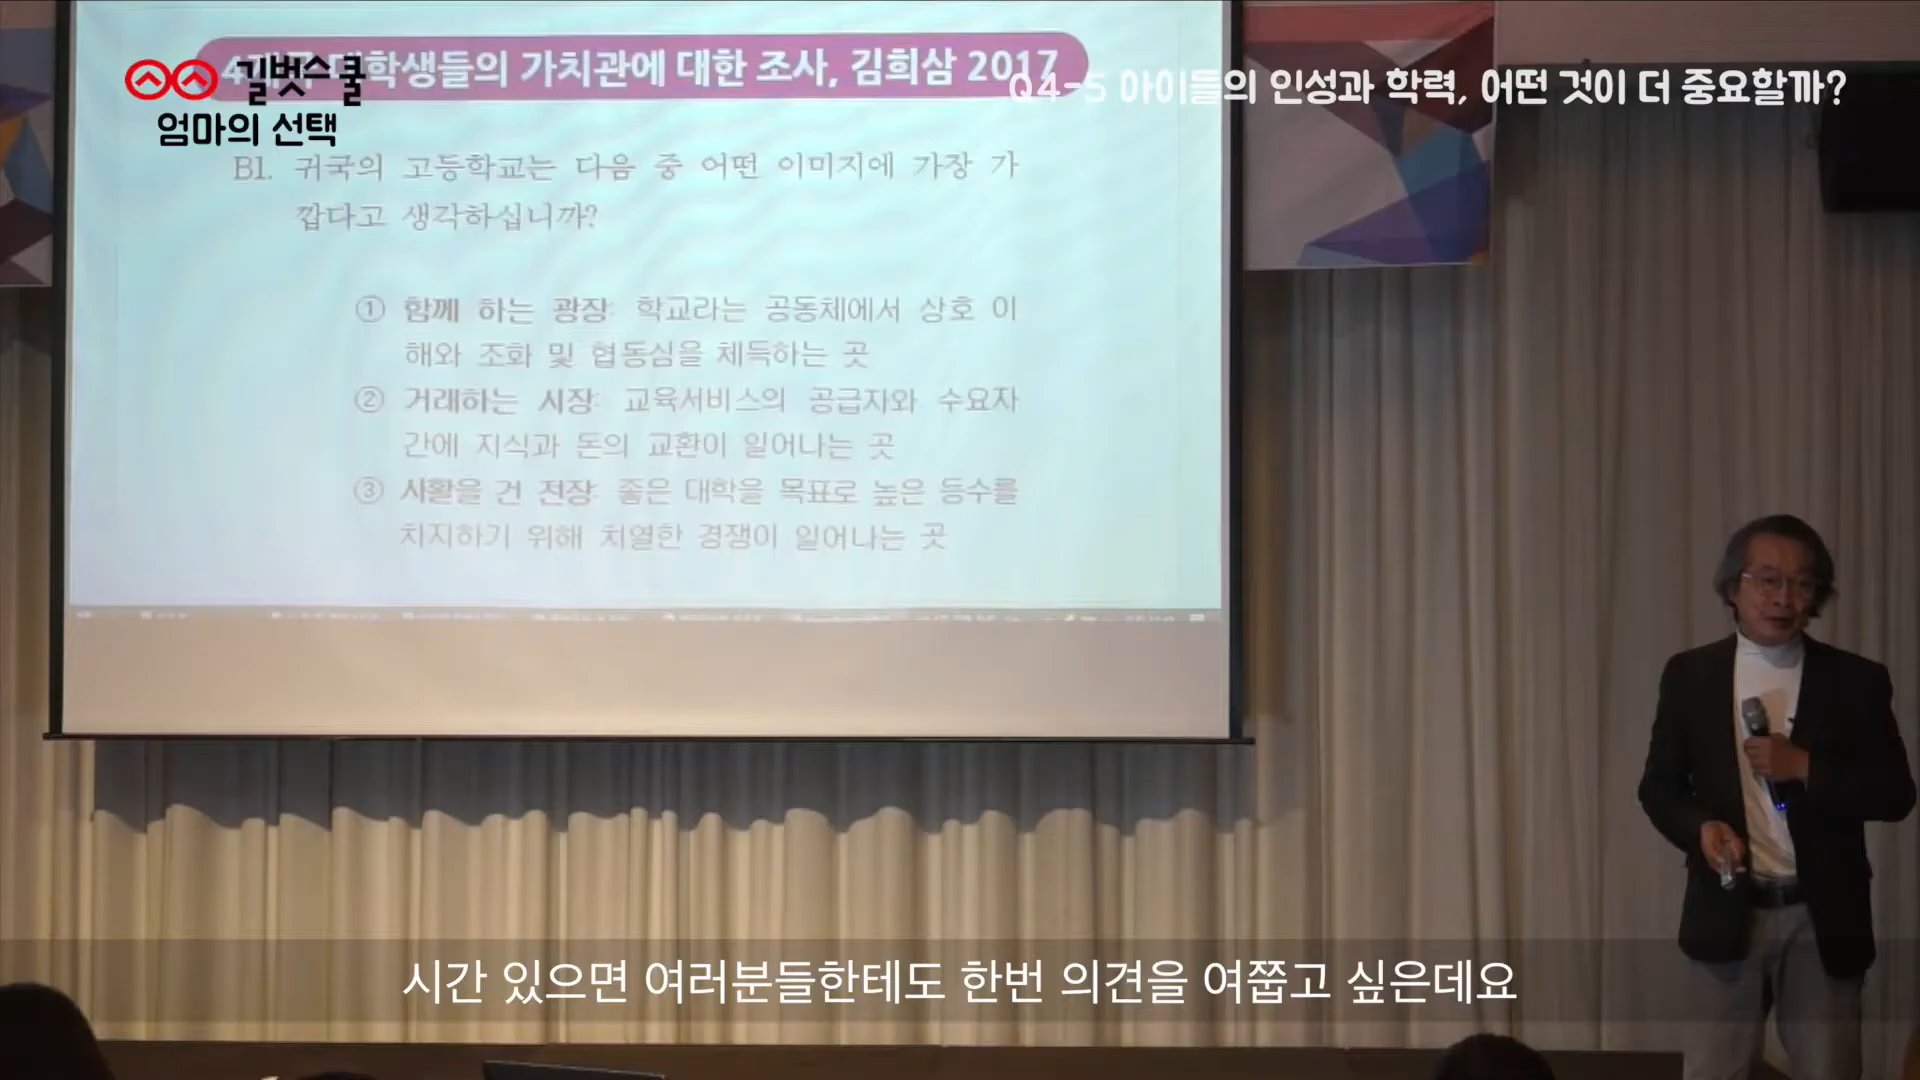 4개국 대학생들의 가치관에 대한 조사, 김희삼 2017
길벗스쿨
엄마의 선택
Q4-5 아이들의 인성과 학력, 어떤 것이 더 중요할까?
B1. 귀국의 고등학교는 다음 중 어떤 이미지에 가장 가
깝다고 생각하십니까?
① 함께 하는 광장: 학교라는 공동체에서 상호 이
해와 조화 및 협동심을 체득하는 곳
② 거래하는 시장: 교육서비스의 공급자와 수요자
간에 지식과 돈의 교환이 일어나는 곳
③ 사활을 건 전장: 좋은 대학을 목표로 높은 등수를
차지하기 위해 치열한 경쟁이 일어나는 곳
시간 있으면 여러분들한테도 한번 의견을 여쭙고 싶은데요